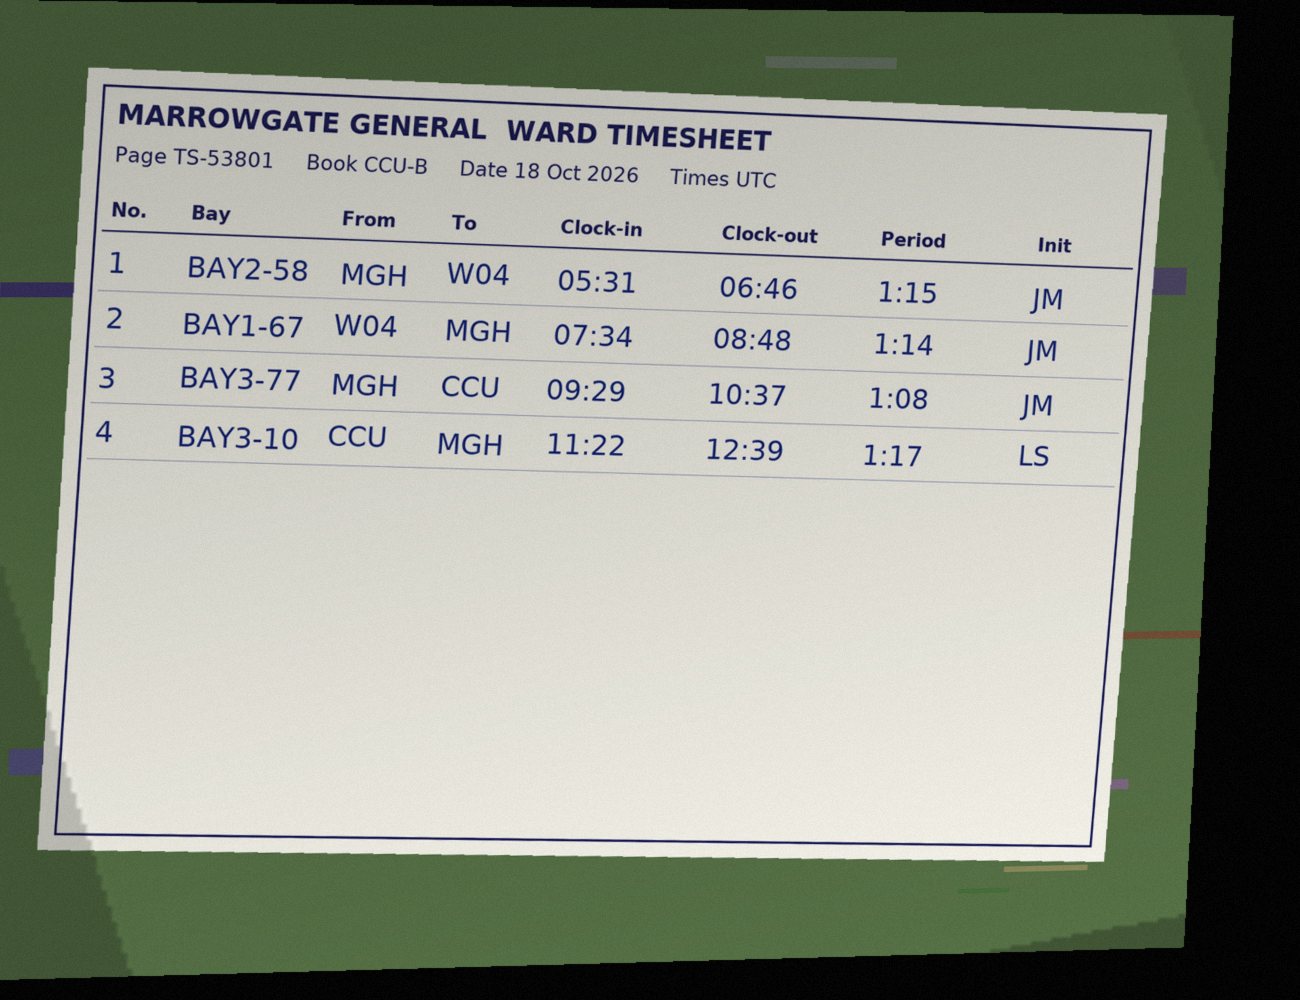 MARROWGATE GENERAL WARD TIMESHEET
Page TS-53801 Book CCU-B Date 18 Oct 2026 Times UTC
No. Bay From To Clock-in Clock-out Period Init
1 BAY2-58 MGH W04 05:31 06:46 1:15 JM
2 BAY1-67 W04 MGH 07:34 08:48 1:14 JM
3 BAY3-77 MGH CCU 09:29 10:37 1:08 JM
4 BAY3-10 CCU MGH 11:22 12:39 1:17 LS